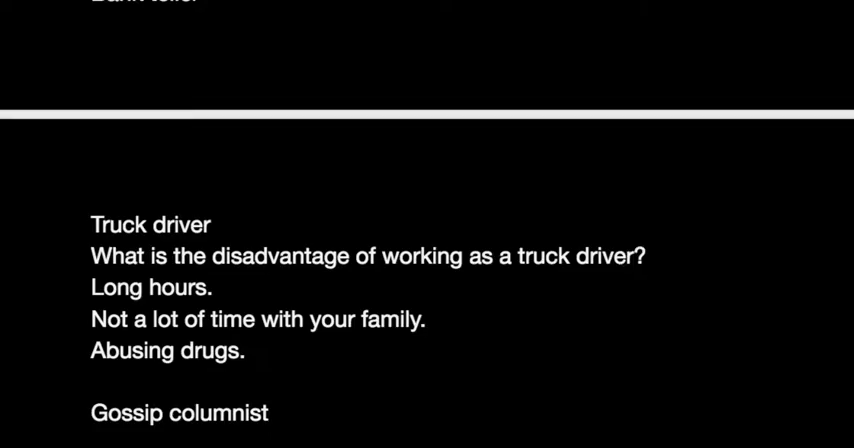 Truck driver
What is the disadvantage of working as a truck driver?
Long hours.
Not a lot of time with your family.
Abusing drugs.
Gossip columnist